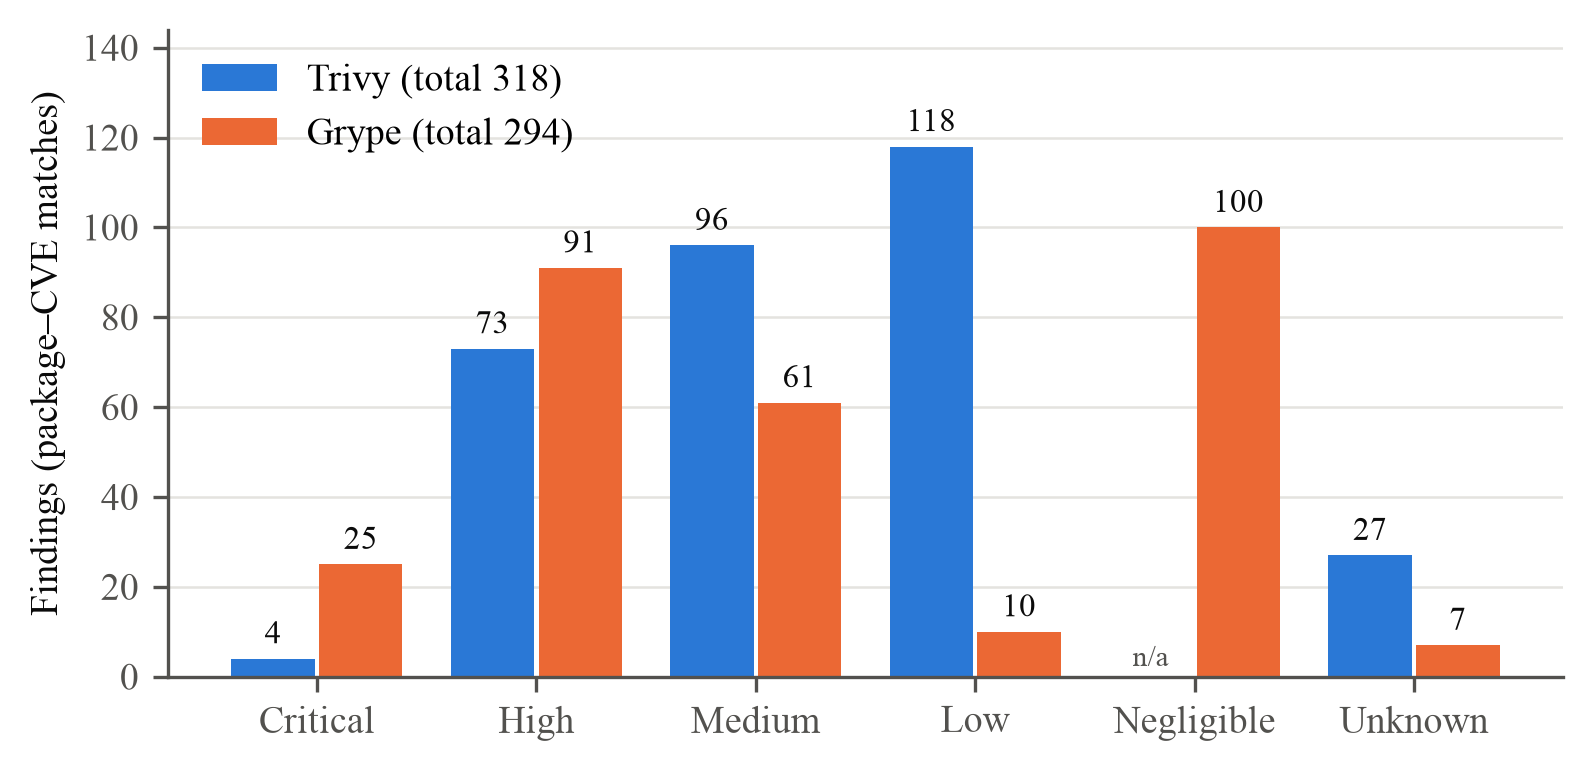 Findings (package–CVE matches)
140
120
100
80
60
40
20
0
Trivy (total 318)
Grype (total 294)
4
25
73
91
96
61
118
10
n/a
100
27
7
Critical
High
Medium
Low
Negligible
Unknown